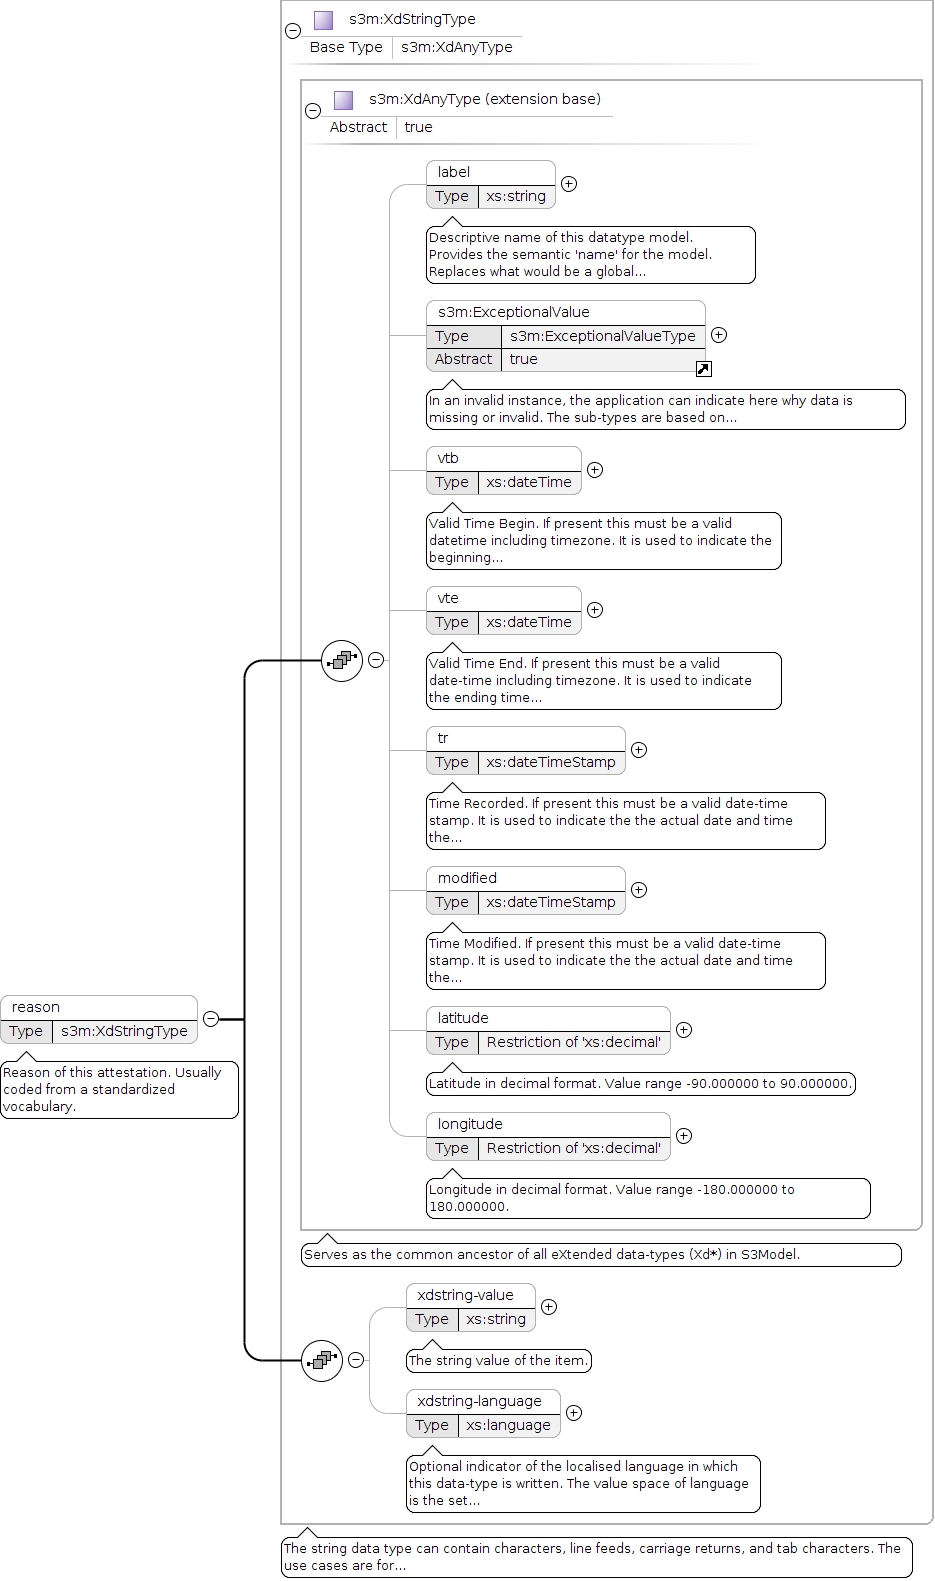 s3m:XdStringType
Base Type s3m:XdAnyType
s3m:XdAnyType (extension base)
Abstract true
label
Type xs:string
Descriptive name of this datatype model.
Provides the semantic 'name' for the model.
Replaces what would be a global...
s3m:ExceptionalValue
Type s3m:ExceptionalValueType
Abstract true
In an invalid instance, the application can indicate here why data is
missing or invalid. The sub-types are based on...
vtb
Type xs:dateTime
Valid Time Begin. If present this must be a valid
datetime including timezone. It is used to indicate the
beginning...
vte
Type xs:dateTime
Valid Time End. If present this must be a valid
date-time including timezone. It is used to indicate
the ending time...
tr
Type xs:dateTimeStamp
Time Recorded. If present this must be a valid date-time
stamp. It is used to indicate the the actual date and time
the...
modified
Type xs:dateTimeStamp
Time Modified. If present this must be a valid date-time
stamp. It is used to indicate the the actual date and time
the...
reason
Type s3m:XdStringType
Reason of this attestation. Usually
coded from a standardized
vocabulary.
latitude
Type Restriction of 'xs:decimal'
Latitude in decimal format. Value range -90.000000 to 90.000000.
longitude
Type Restriction of 'xs:decimal'
Longitude in decimal format. Value range -180.000000 to
180.000000.
Serves as the common ancestor of all eXtended data-types (Xd*) in S3Model.
xdstring-value
Type xs:string
The string value of the item.
xdstring-language
Type xs:language
Optional indicator of the localised language in which
this data-type is written. The value space of language
is the set...
The string data type can contain characters, line feeds, carriage returns, and tab characters. The
use cases are for...